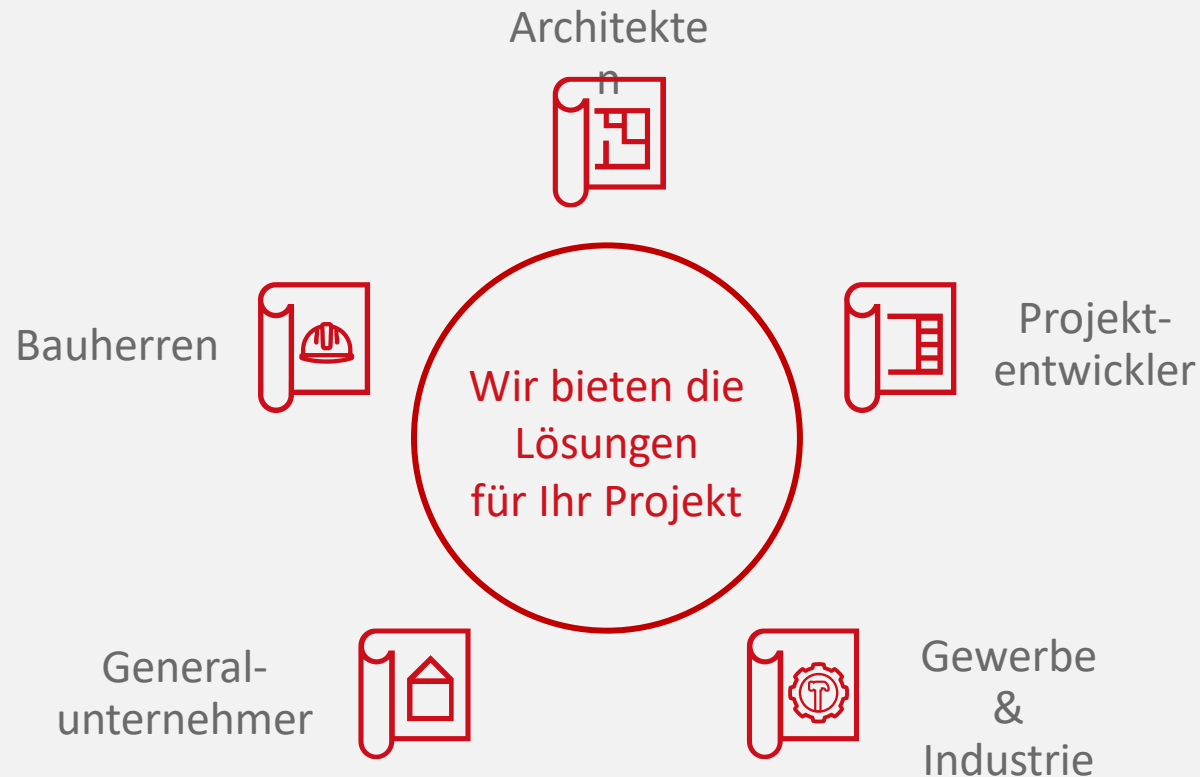 Architekte
n
Bauherren
Projekt-
entwickler
Wir bieten die
Lösungen
für Ihr Projekt
General-
unternehmer
Gewerbe
&
Industrie